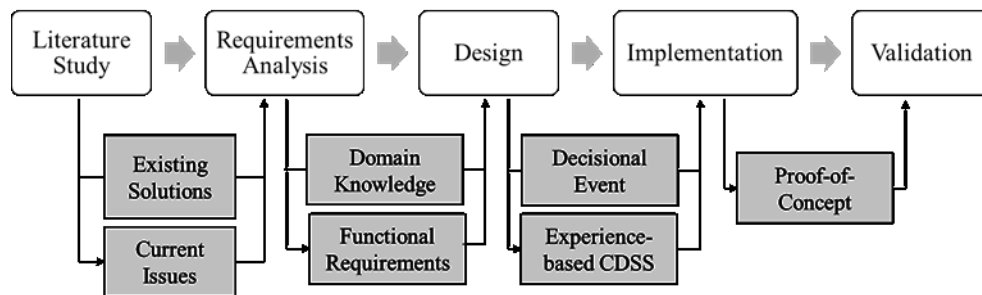 Literature
Study
Requirements
Analysis
Design
Implementation
Validation
Existing
Solutions
Current
Issues
Domain
Knowledge
Functional
Requirements
Decisional
Event
Experience-
based CDSS
Proof-of-
Concept